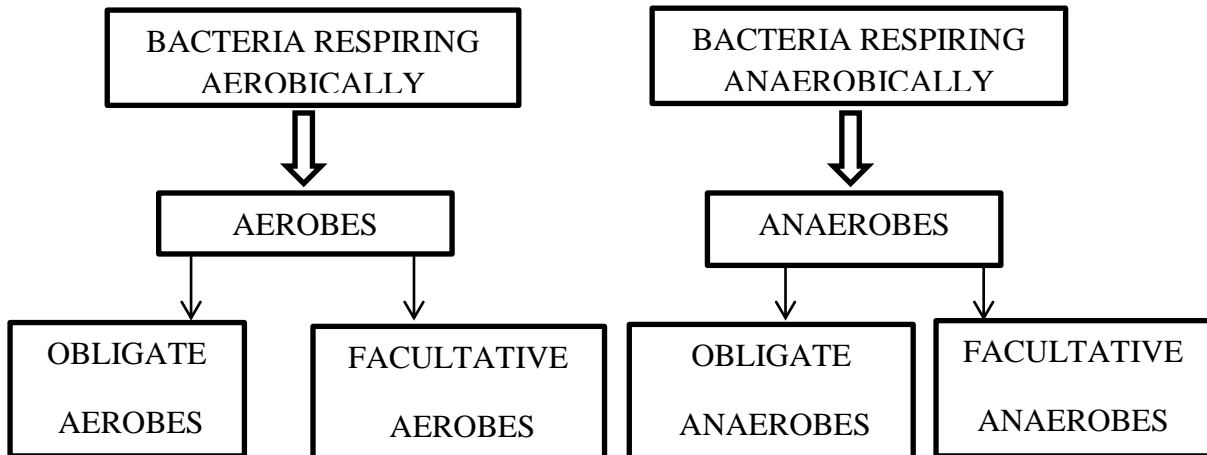 BACTERIA RESPIRING
AEROBICALLY
BACTERIA RESPIRING
ANAEROBICALLY
AEROBES
ANAEROBES
OBLIGATE
AEROBES
FACULTATIVE
AEROBES
OBLIGATE
ANAEROBES
FACULTATIVE
ANAEROBES